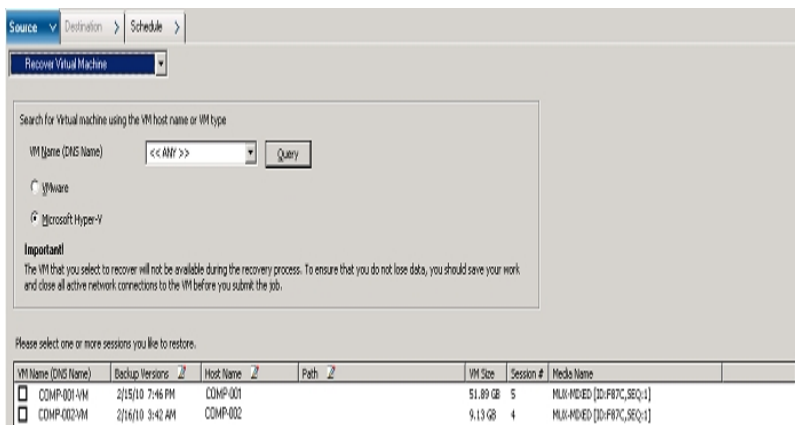 Source Destination Schedule
Recover Virtual Machine
Search for Virtual machine using the VM host name or VM type
VM Name (DNS Name) << ANY >> Query
VMware
Microsoft Hyper-V
Important!
The VM that you select to recover will not be available during the recovery process. To ensure that you do not lose data, you should save your work
and close all active network connections to the VM before you submit the job.
Please select one or more sessions you like to restore.
VM Name (DNS Name) Backup Versions Host Name Path VM Size Session # Media Name
COMP-001-VM 2/15/10 7:46 PM COMP-001 51.89 GB 5 MUX-MDIED [ID:F87C,SEQ:1]
COMP-002-VM 2/16/10 3:42 AM COMP-002 9.13 GB 4 MUX-MDIED [ID:F87C,SEQ:1]